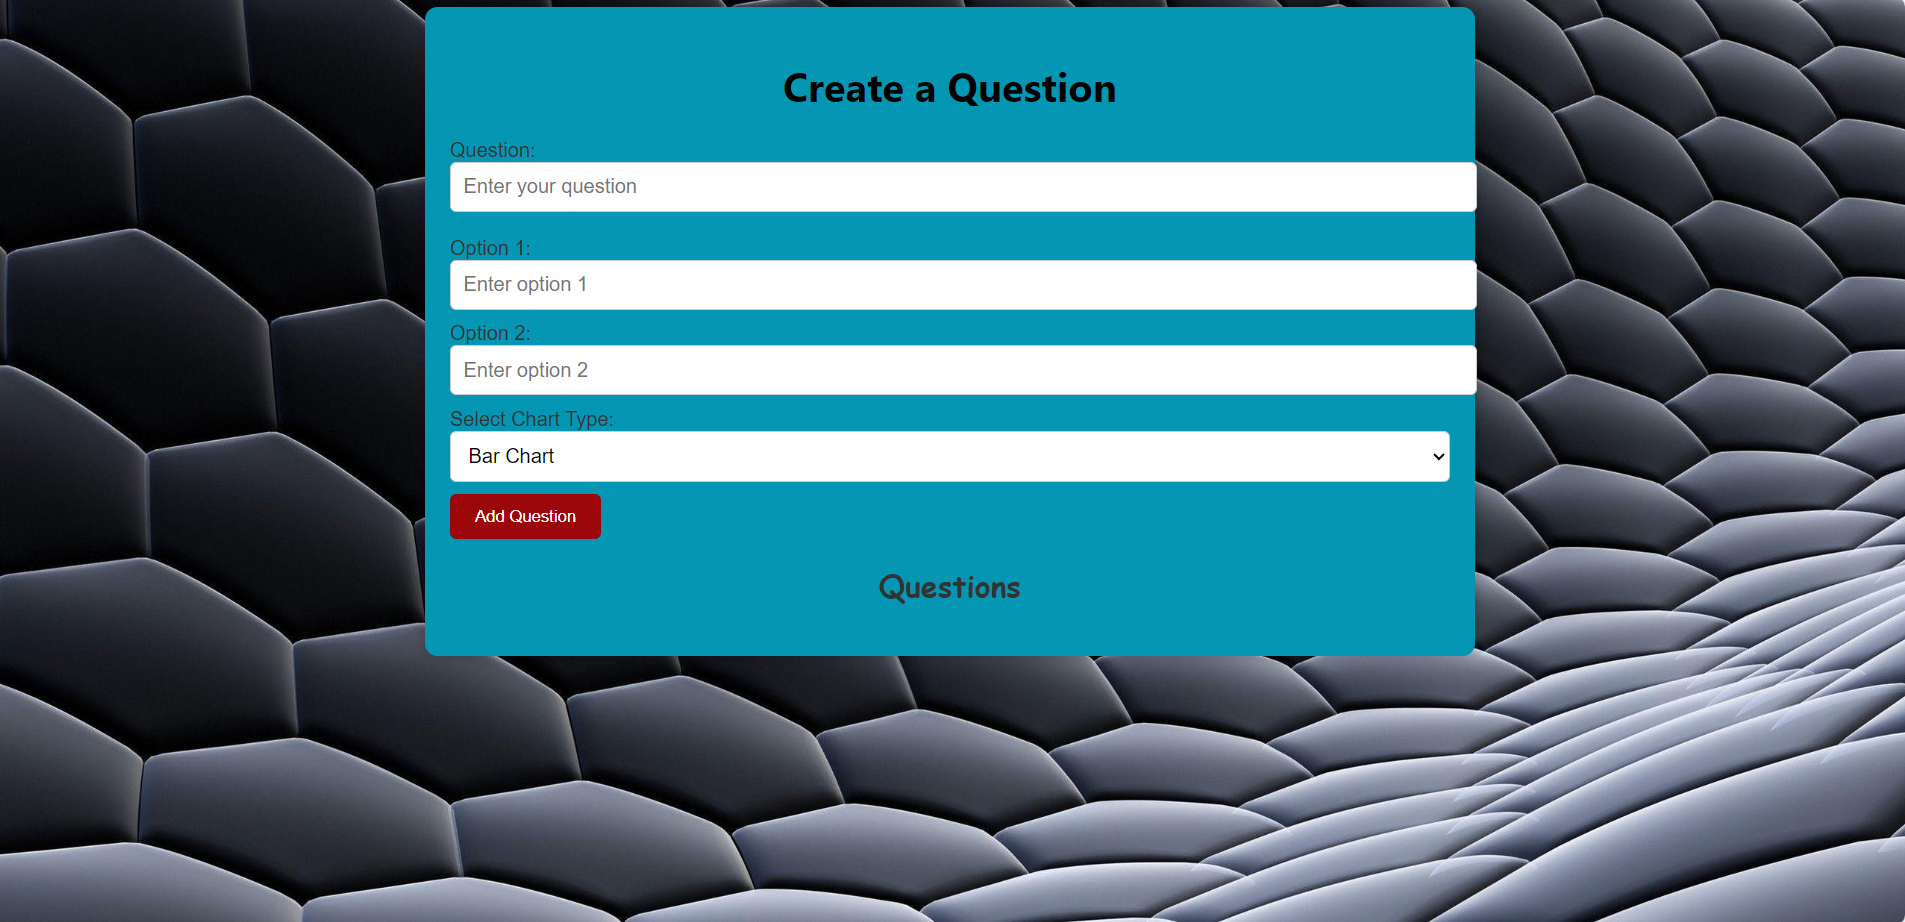 Create a Question
Question:
Enter your question
Option 1:
Enter option 1
Option 2:
Enter option 2
Select Chart Type:
Bar Chart
Add Question
Questions